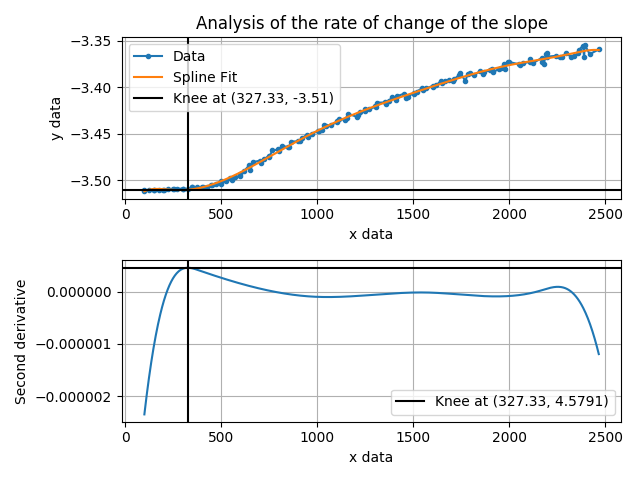 Analysis of the rate of change of the slope
−3.35
−3.40
−3.45
−3.50
y data
Data
Spline Fit
Knee at (327.33, -3.51)
0
500
1000
1500
2000
2500
x data
0.000000
−0.000001
−0.000002
Second derivative
Knee at (327.33, 4.5791)
0
500
1000
1500
2000
2500
x data